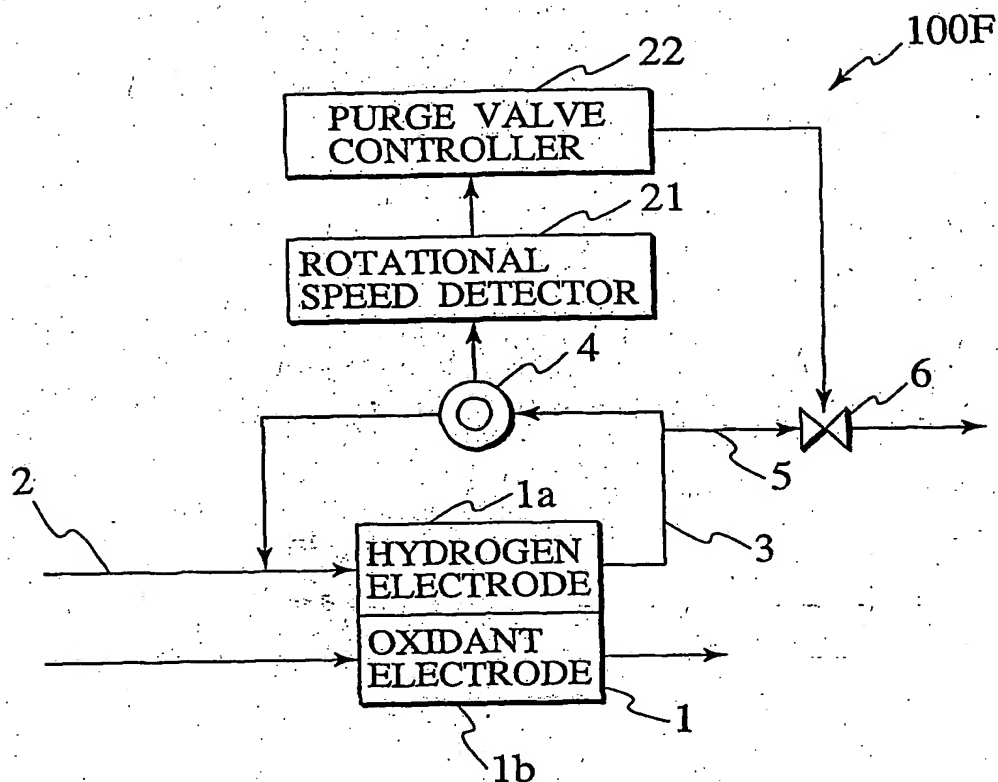 100F
22
PURGE VALVE
CONTROLLER
21
ROTATIONAL
SPEED DETECTOR
4
6
5
2
1a
3
HYDROGEN
ELECTRODE
OXIDANT
ELECTRODE
1
1b